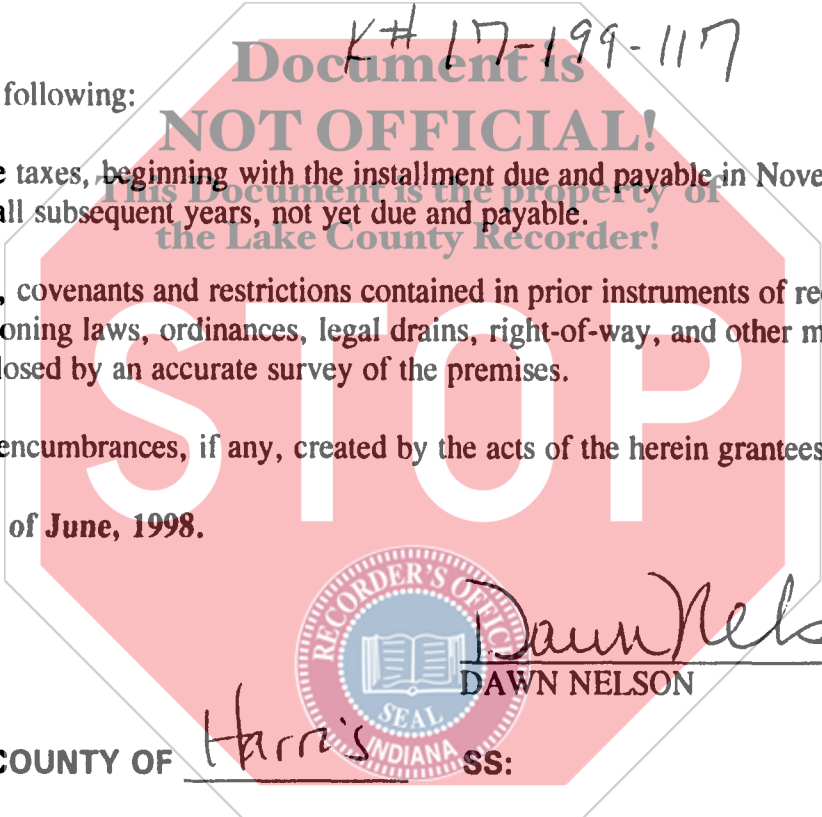 K# 17-199-117
Document is
following:
NOT OFFICIAL!
taxes, beginning with the installment due and payable in Nove
This Document is the property of
all subsequent years, not yet due and payable.
the Lake County Recorder!
, covenants and restrictions contained in prior instruments of re
oning laws, ordinances, legal drains, right-of-way, and other m
losed by an accurate survey of the premises.
STOP
encumbrances, if any, created by the acts of the herein grantees
of June, 1998.
RECORDER'S OFFIC
SEAL
INDIANA
Dawn Nels
DAWN NELSON
COUNTY OF Harris SS: